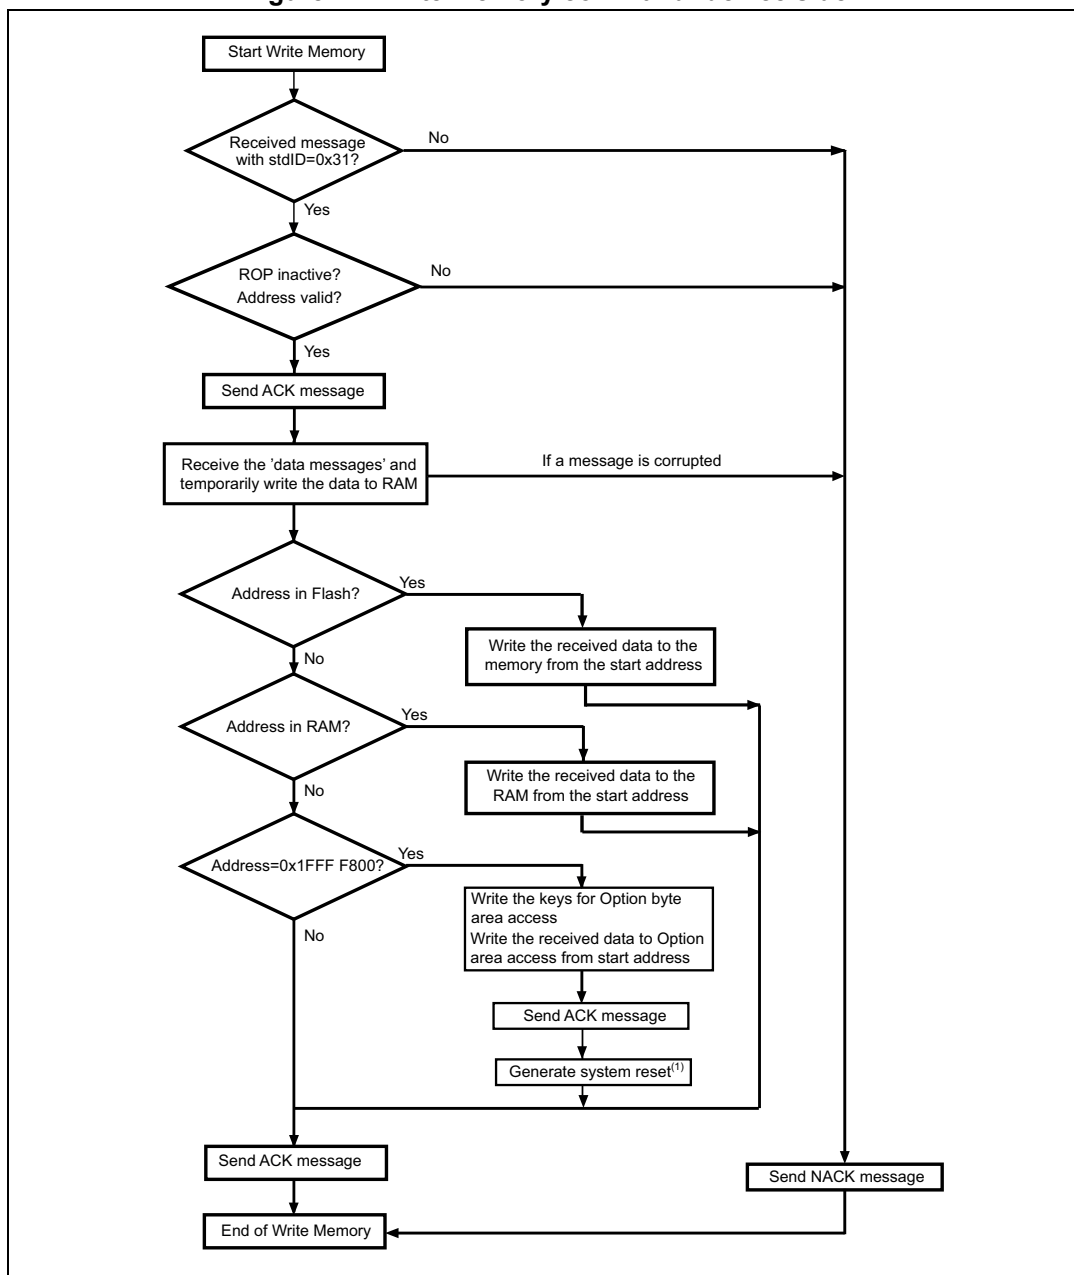 Start Write Memory
Received message
with stdID=0x31?
No
Yes
ROP inactive?
Address valid?
No
Yes
Send ACK message
Receive the 'data messages' and
temporarily write the data to RAM
If a message is corrupted
Address in Flash?
Yes
Write the received data to the
memory from the start address
No
Address in RAM?
Yes
Write the received data to the
RAM from the start address
No
Address=0x1FFF F800?
Yes
Write the keys for Option byte
area access
Write the received data to Option
area access from start address
No
Send ACK message
Generate system reset(1)
Send ACK message
Send NACK message
End of Write Memory